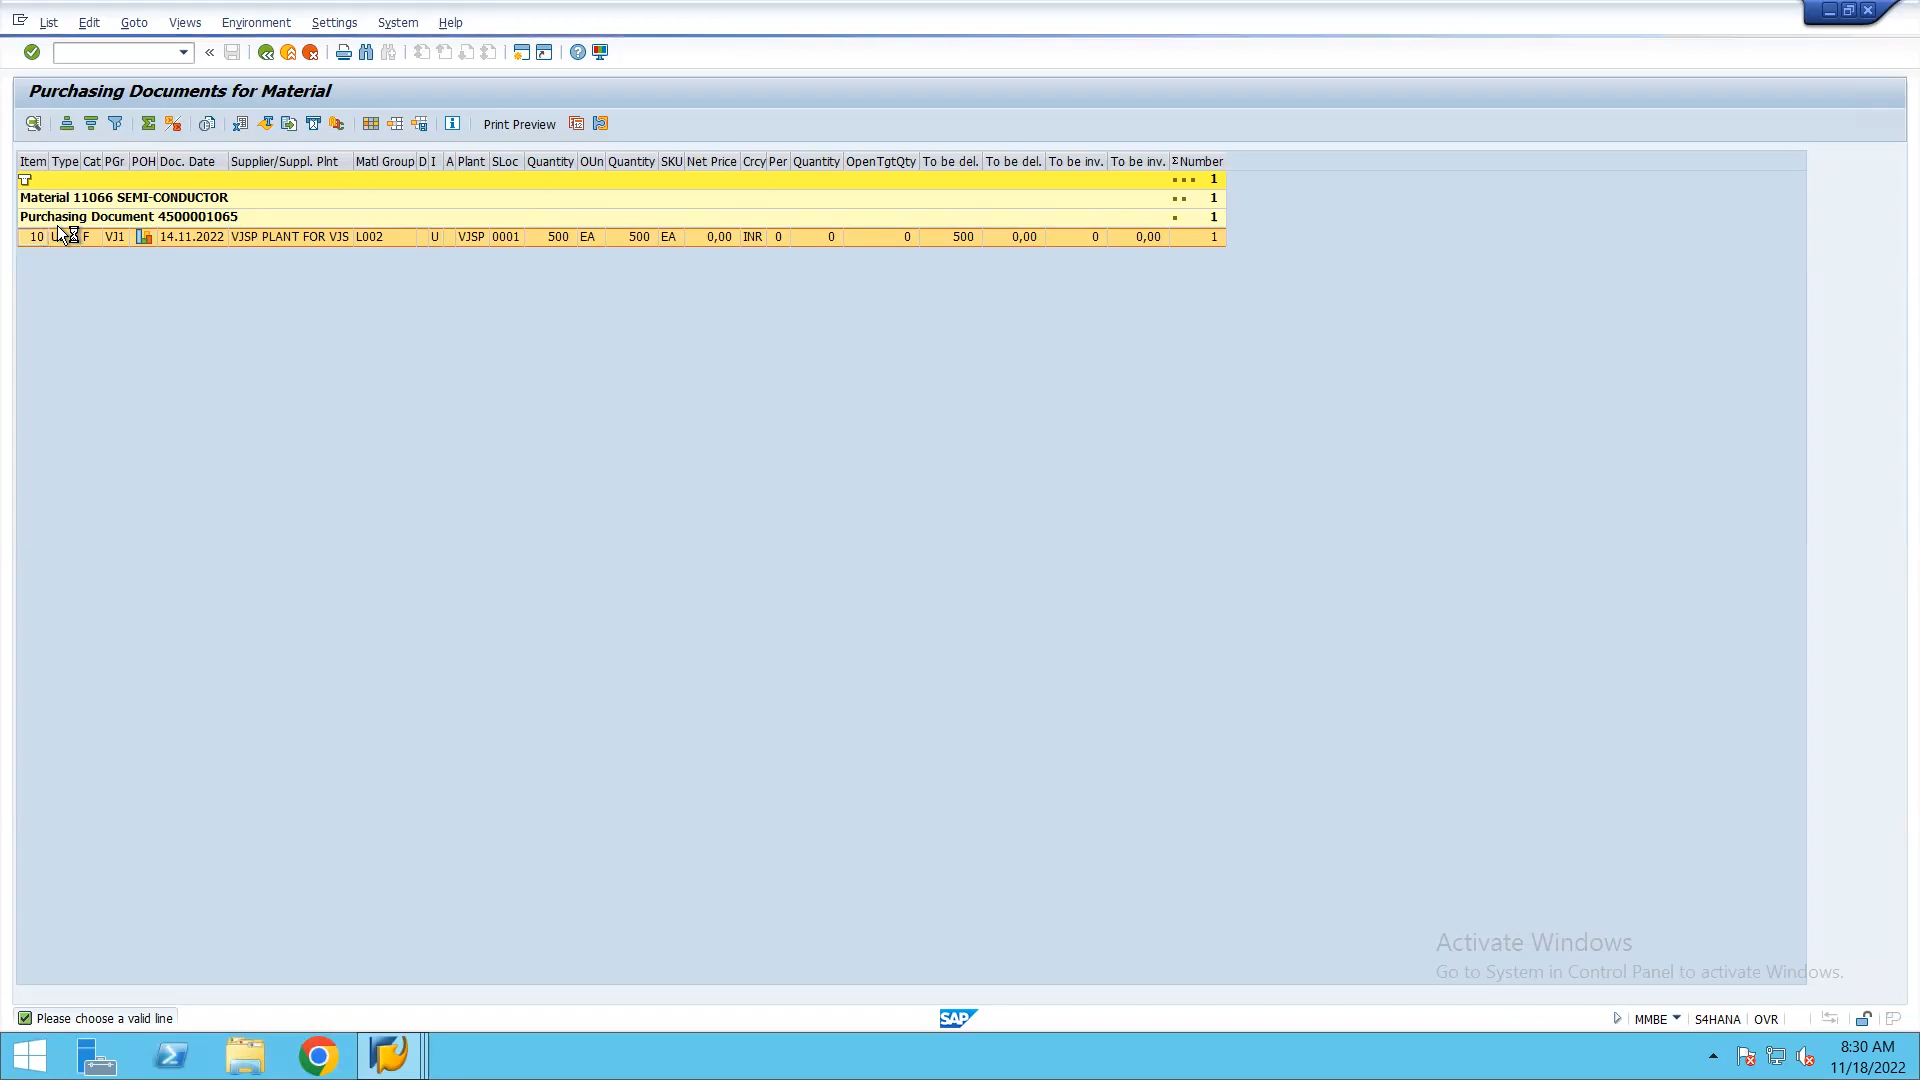 List Edit Goto Views Environment Settings System Help
Purchasing Documents for Material
Print Preview
Item Type Cat PGr POH Doc. Date Supplier/Suppl. Plnt Matl Group D I A Plant SLoc Quantity OUn Quantity SKU Net Price Crcy Per Quantity OpenTgtQty To be del. To be del. To be inv. To be inv. ΣNumber
1
Material 11066 SEMI-CONDUCTOR 1
Purchasing Document 4500001065 1
10 F VJ1 14.11.2022 VJSP PLANT FOR VJS L002 U VJSP 0001 500 EA 500 EA 0,00 INR 0 0 0 500 0,00 0 0,00 1
Activate Windows
Go to System in Control Panel to activate Windows.
Please choose a valid line
SAP
MMBE S4HANA OVR
8:30 AM
11/18/2022